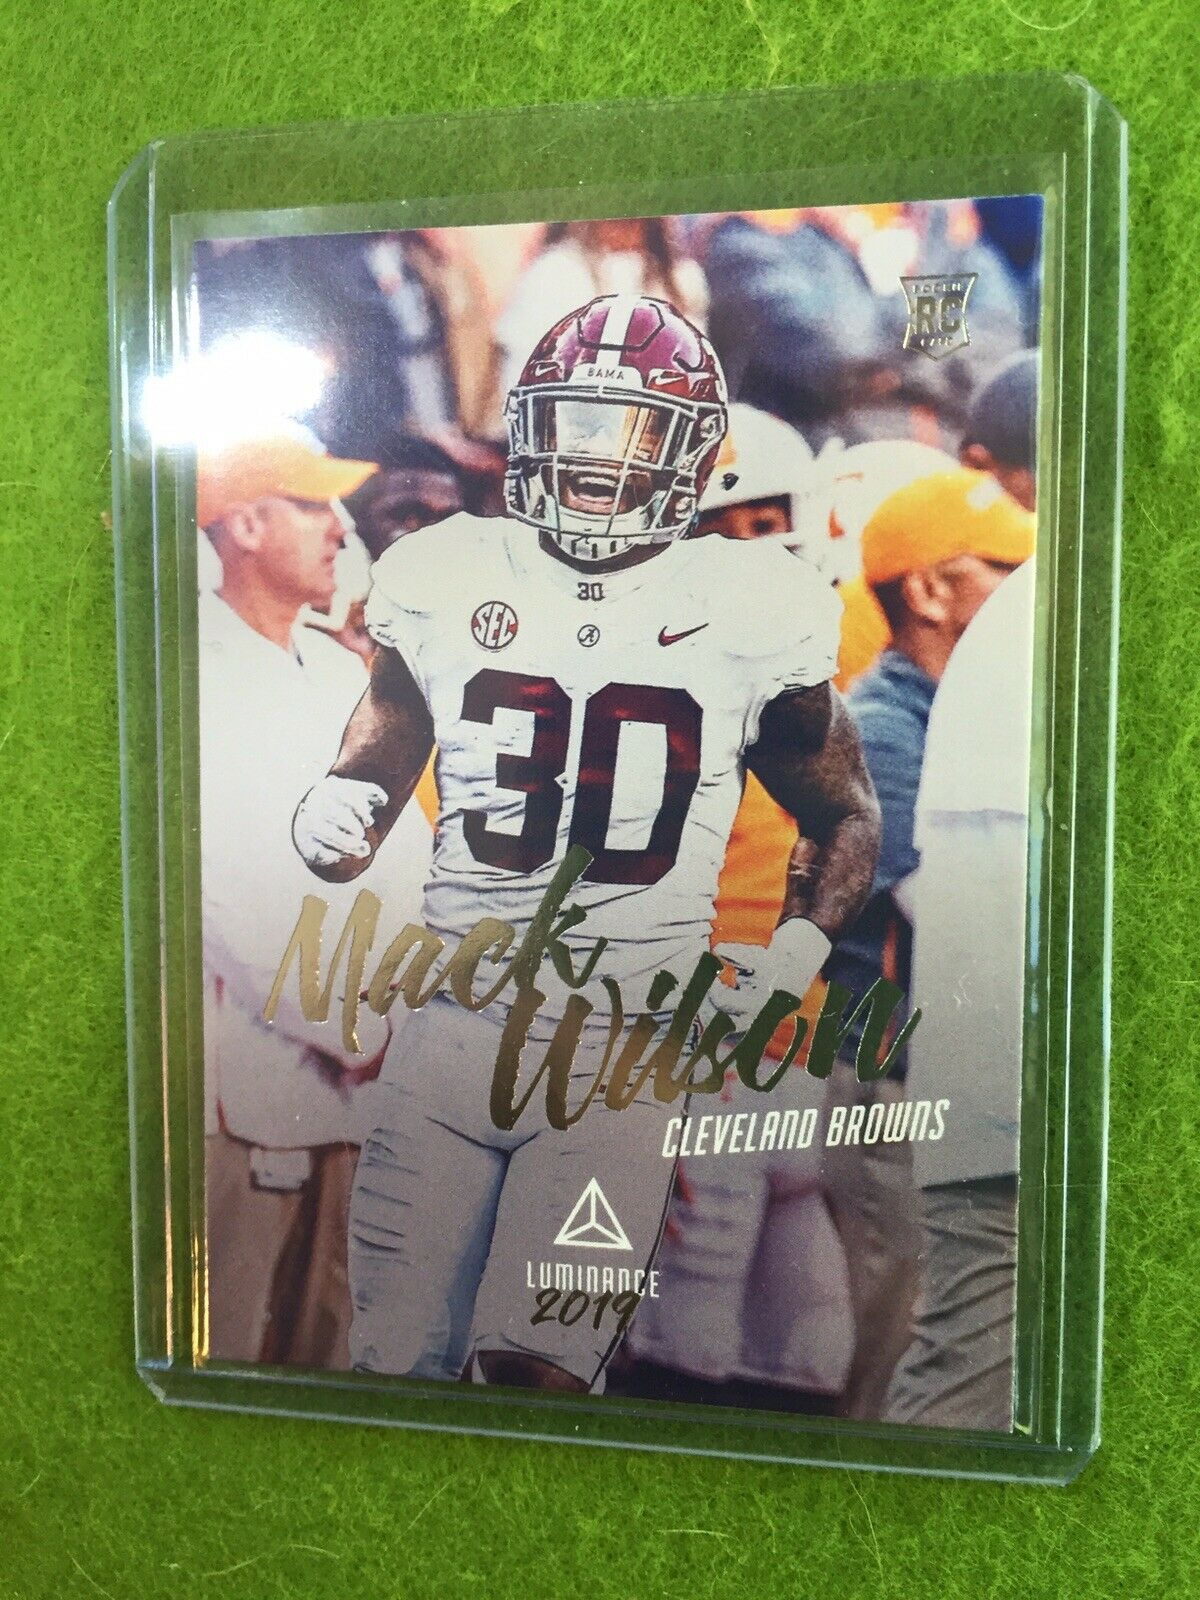 RC
BAMA
30
SEC
A
30
Mack
Wilson
CLEVELAND BROWNS
LUMINANCE
2019